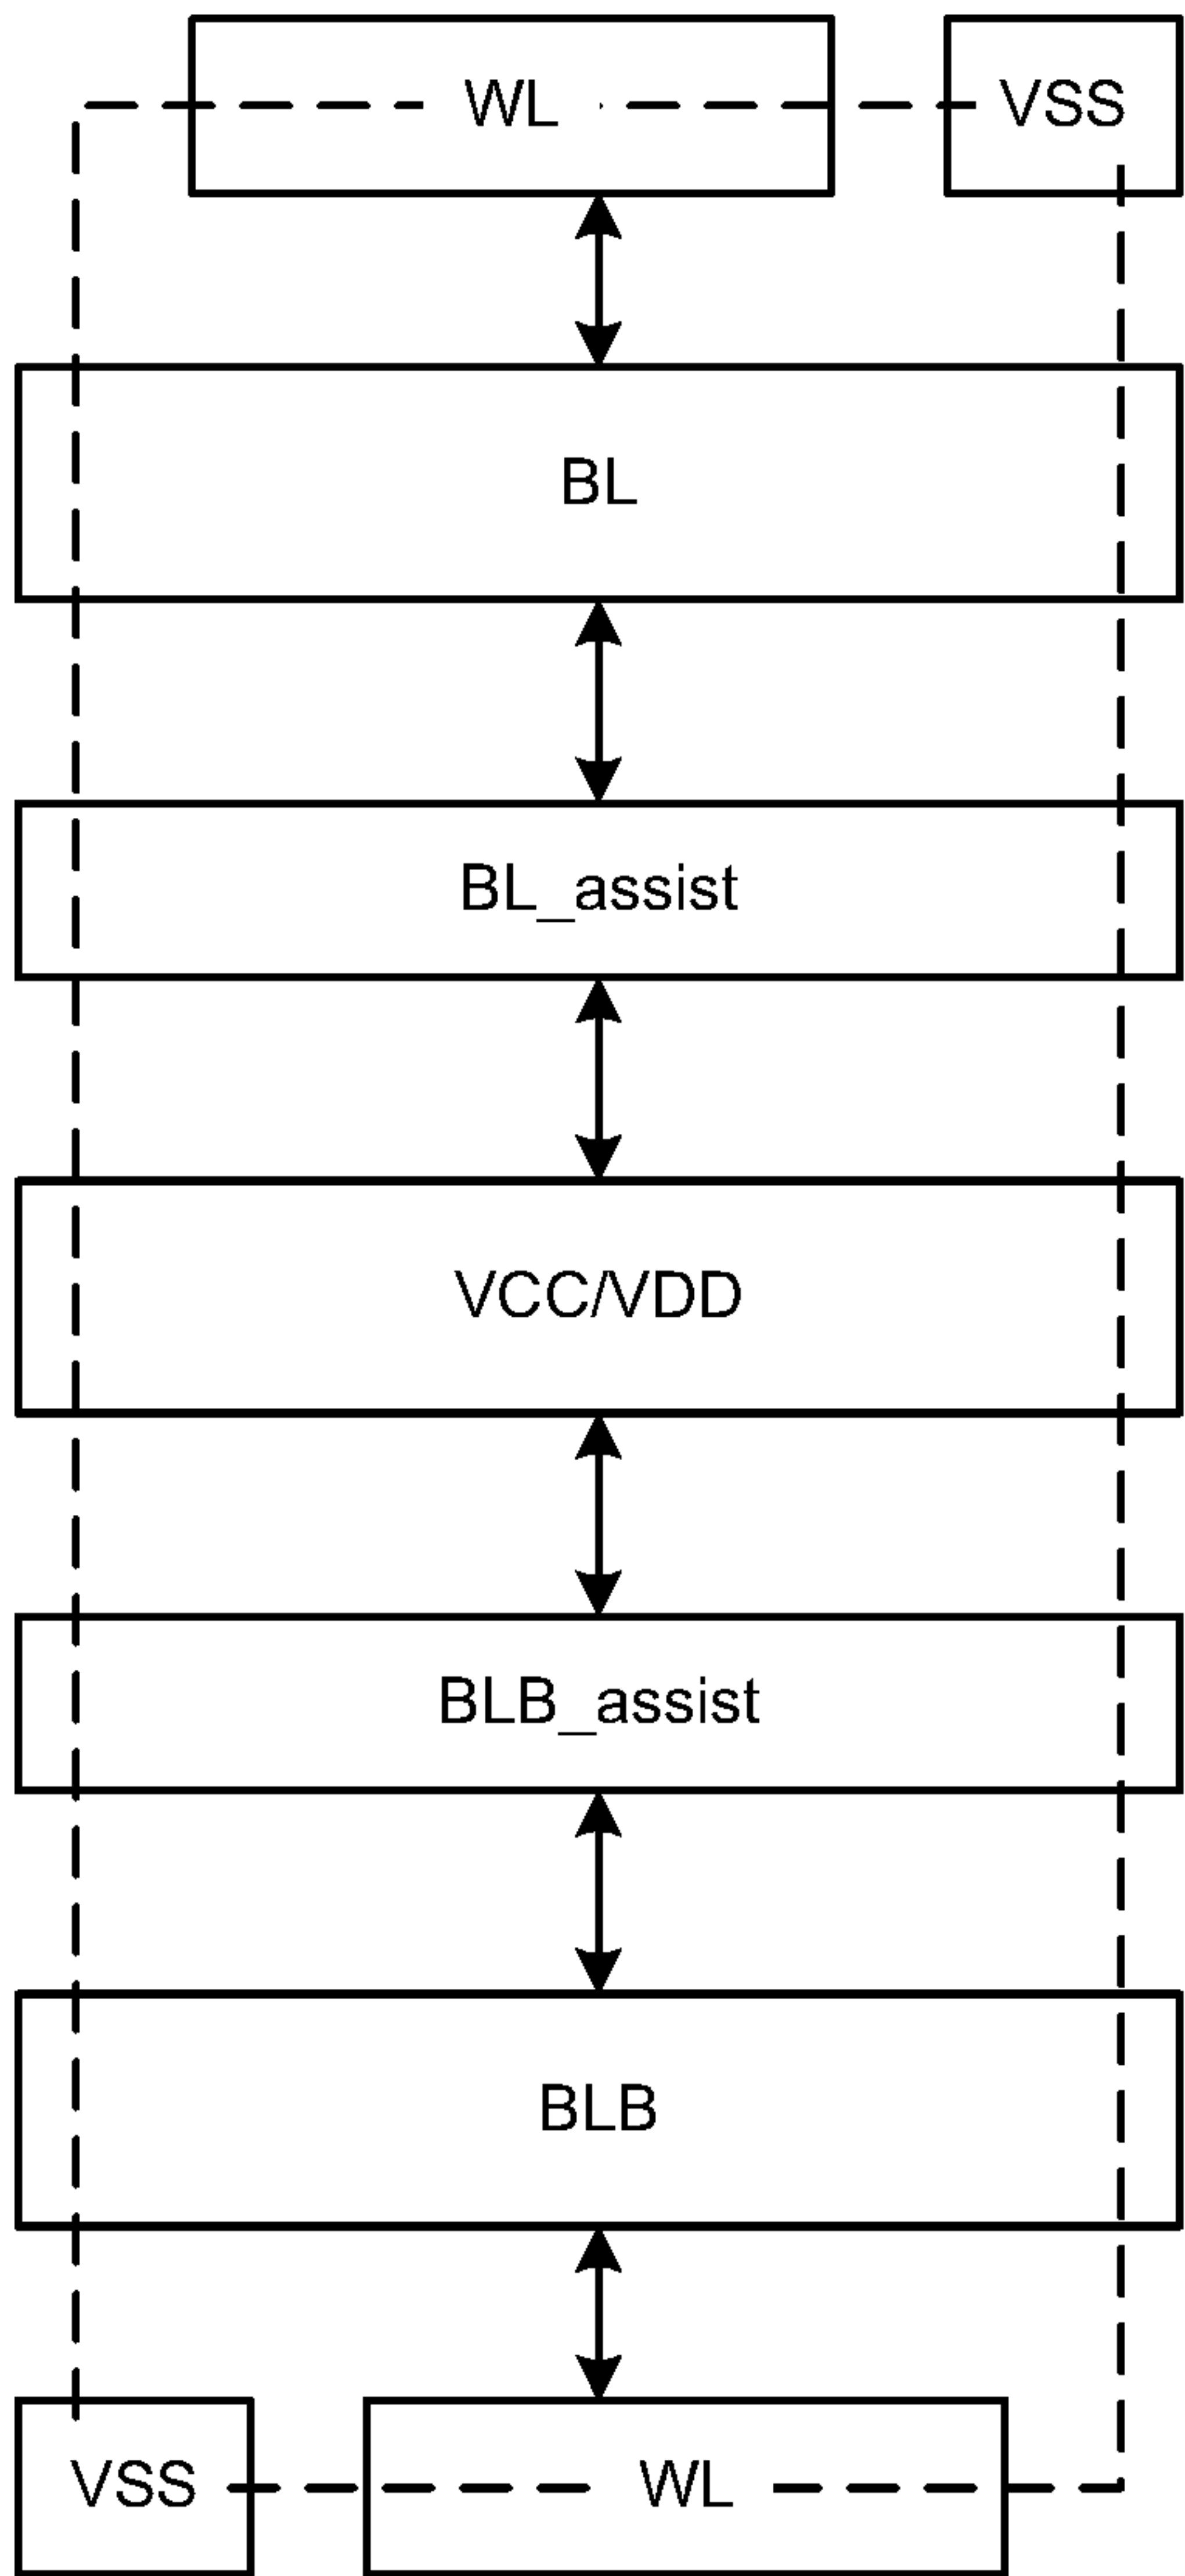 WL VSS
BL
BL_assist
VCC/VDD
BLB_assist
BLB
VSS WL